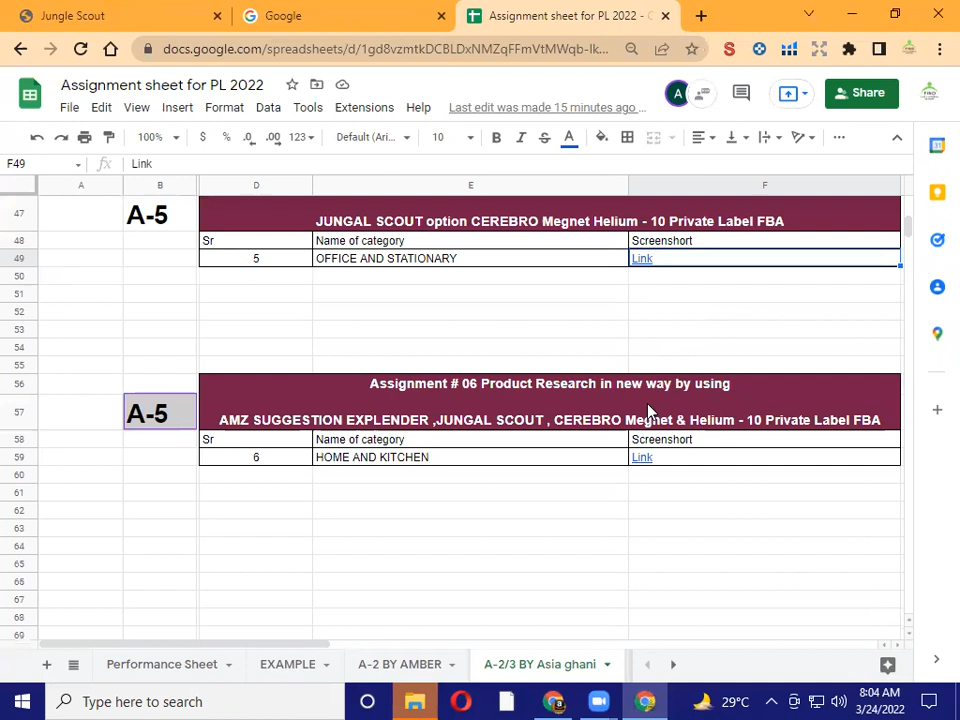 Jungle Scout
Google
Assignment sheet for PL 2022 - G
docs.google.com/spreadsheets/d/1gd8vzmtkDCBLDxNMZqFFmVtMWqb-Ik...
Assignment sheet for PL 2022
File Edit View Insert Format Data Tools Extensions Help Last edit was made 15 minutes ago ...
A
Share
100% $ % .0 .00 123 Default (Ari... 10 B I S A
F49 fx Link
A B D E F
47 A-5 JUNGAL SCOUT option CEREBRO Megnet Helium - 10 Private Label FBA
48 Sr Name of category Screenshort
49 5 OFFICE AND STATIONARY Link
50
51
52
53
54
55
56 Assignment # 06 Product Research in new way by using
57 A-5 AMZ SUGGESTION EXPLENDER ,JUNGAL SCOUT , CEREBRO Megnet & Helium - 10 Private Label FBA
58 Sr Name of category Screenshort
59 6 HOME AND KITCHEN Link
60
61
62
63
64
65
66
67
68
69
Performance Sheet EXAMPLE A-2 BY AMBER A-2/3 BY Asia ghani
Type here to search
29°C
8:04 AM
3/24/2022